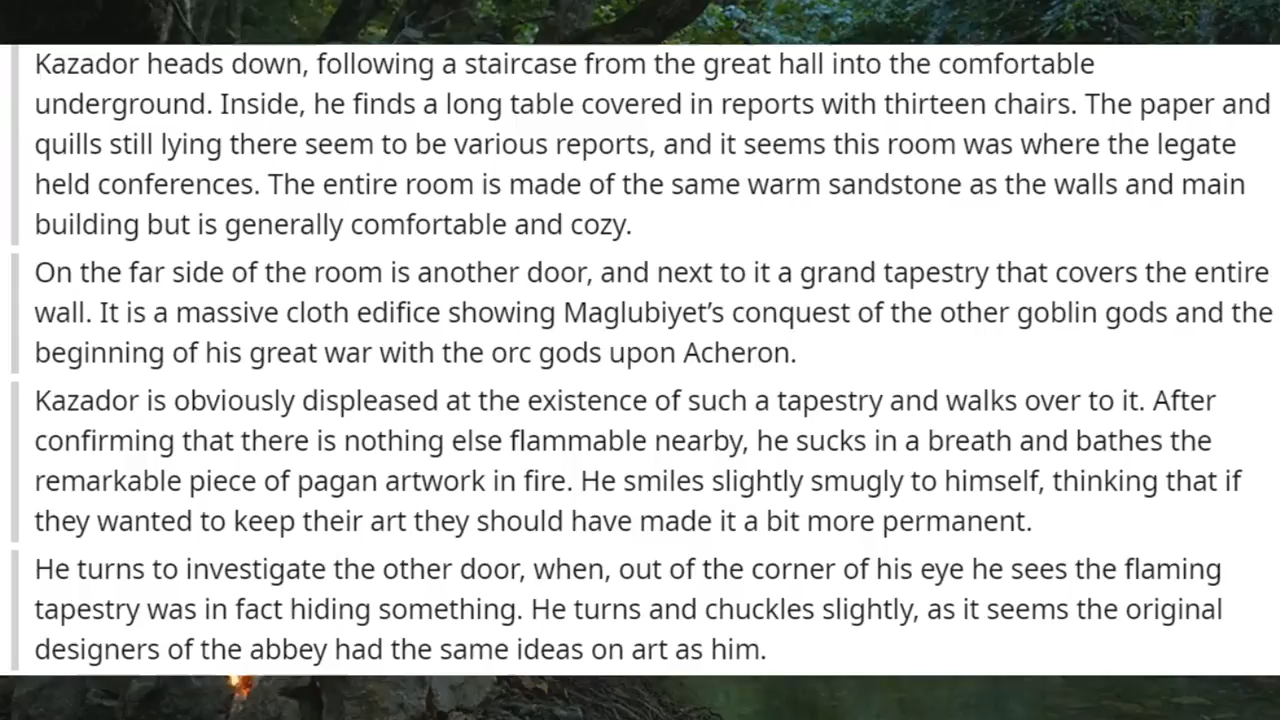 Kazador heads down, following a staircase from the great hall into the comfortable
underground. Inside, he finds a long table covered in reports with thirteen chairs. The paper and
quills still lying there seem to be various reports, and it seems this room was where the legate
held conferences. The entire room is made of the same warm sandstone as the walls and main
building but is generally comfortable and cozy.
On the far side of the room is another door, and next to it a grand tapestry that covers the entire
wall. It is a massive cloth edifice showing Maglubiyet’s conquest of the other goblin gods and the
beginning of his great war with the orc gods upon Acheron.
Kazador is obviously displeased at the existence of such a tapestry and walks over to it. After
confirming that there is nothing else flammable nearby, he sucks in a breath and bathes the
remarkable piece of pagan artwork in fire. He smiles slightly smugly to himself, thinking that if
they wanted to keep their art they should have made it a bit more permanent.
He turns to investigate the other door, when, out of the corner of his eye he sees the flaming
tapestry was in fact hiding something. He turns and chuckles slightly, as it seems the original
designers of the abbey had the same ideas on art as him.